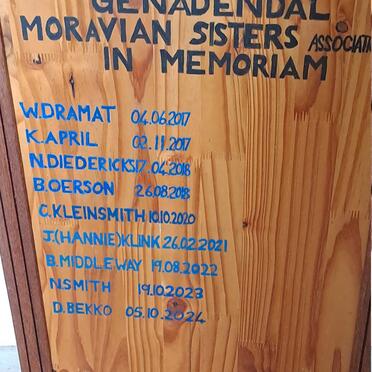 GENADENDAL
MORAVIAN SISTERS ASSOCIATI
IN MEMORIAM
W.DRAMAT 04.06.2017
K.APRIL 02.11.2017
N.DIEDERICKS 17.04.2018
B.OERSON 26.08.2018
C.KLEINSMITH 10.10.2020
J.(HANNIE)KLINK 26.02.2021
B.MIDDLEWAY 19.08.2022
N.SMITH 19.10.2023
D.BEKKO 05.10.2024